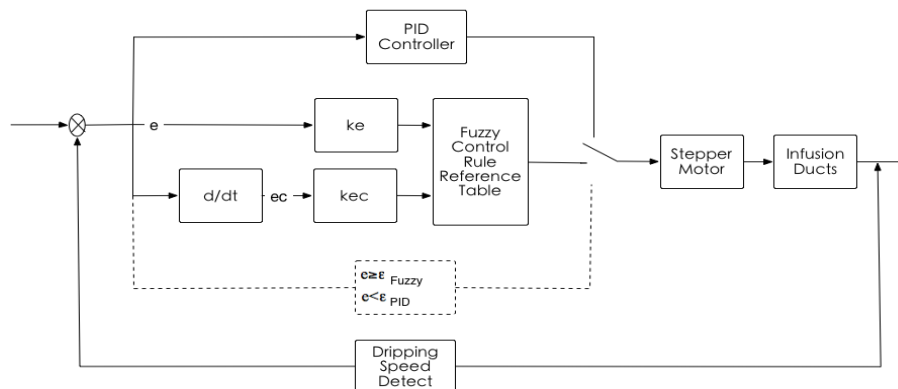 PID
Controller
e
ke
Fuzzy
Control
Rule
Reference
Table
Stepper
Motor
Infusion
Ducts
d/dt
ec
kec
e≥ε Fuzzy
e<ε PID
Dripping
Speed
Detect